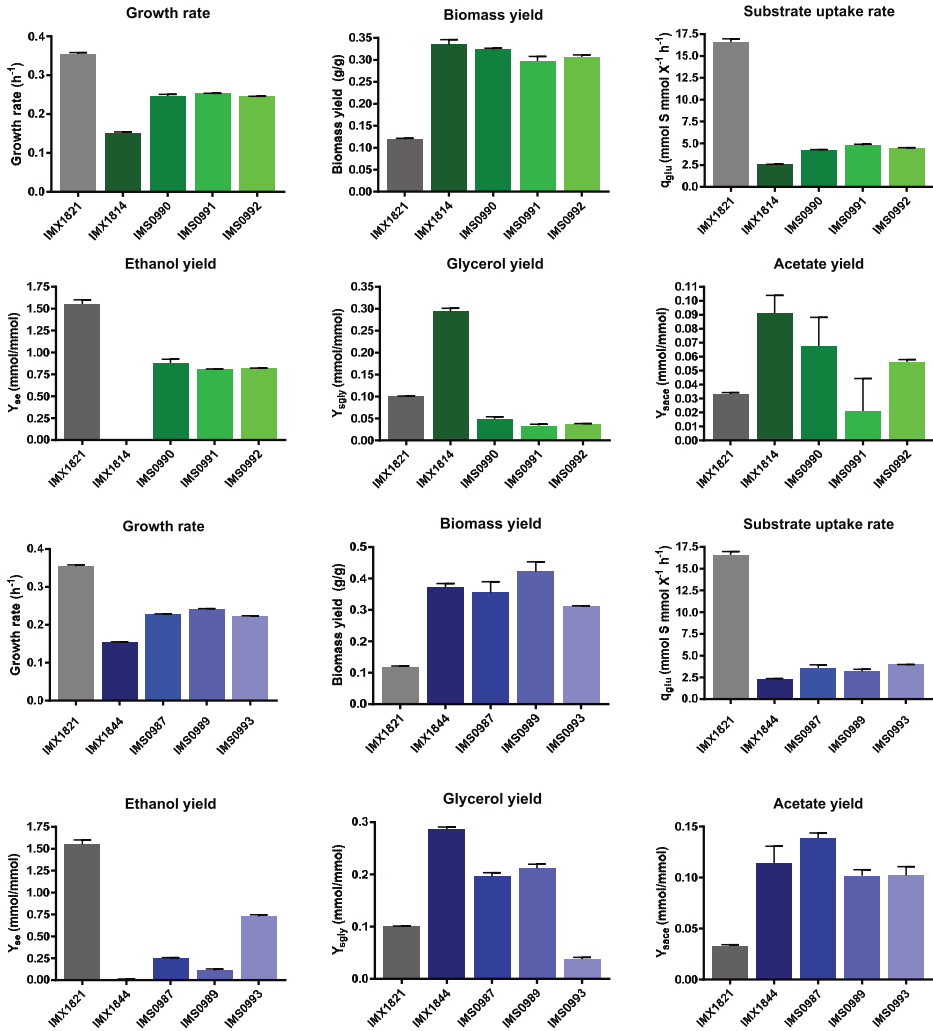 Growth rate
Growth rate (h⁻¹)
0.4
0.3
0.2
0.1
0.0
IMX1821
IMX1814
IMS0990
IMS0991
IMS0992
Biomass yield
Biomass yield (g/g)
0.40
0.35
0.30
0.25
0.20
0.15
0.10
0.05
0.00
IMX1821
IMX1814
IMS0990
IMS0991
IMS0992
Substrate uptake rate
qglu (mmol S mmol X⁻¹ h⁻¹)
17.5
15.0
12.5
10.0
7.5
5.0
2.5
0.0
IMX1821
IMX1814
IMS0990
IMS0991
IMS0992
Ethanol yield
Yse (mmol/mmol)
1.75
1.50
1.25
1.00
0.75
0.50
0.25
0.00
IMX1821
IMX1814
IMS0990
IMS0991
IMS0992
Glycerol yield
Ysgly (mmol/mmol)
0.35
0.30
0.25
0.20
0.15
0.10
0.05
0.00
IMX1821
IMX1814
IMS0990
IMS0991
IMS0992
Acetate yield
Ysace (mmol/mmol)
0.11
0.10
0.09
0.08
0.06
0.05
0.04
0.03
0.02
0.01
0.00
IMX1821
IMX1814
IMS0990
IMS0991
IMS0992
Growth rate
Growth rate (h⁻¹)
0.4
0.3
0.2
0.1
0.0
IMX1821
IMX1844
IMS0987
IMS0989
IMS0993
Biomass yield
Biomass yield (g/g)
0.5
0.4
0.3
0.2
0.1
0.0
IMX1821
IMX1844
IMS0987
IMS0989
IMS0993
Substrate uptake rate
qglu (mmol S mmol X⁻¹ h⁻¹)
17.5
15.0
12.5
10.0
7.5
5.0
2.5
0.0
IMX1821
IMX1844
IMS0987
IMS0989
IMS0993
Ethanol yield
Yse (mmol/mmol)
1.75
1.50
1.25
1.00
0.75
0.50
0.25
0.00
IMX1821
IMX1844
IMS0987
IMS0989
IMS0993
Glycerol yield
Ysgly (mmol/mmol)
0.3
0.2
0.1
0.0
IMX1821
IMX1844
IMS0987
IMS0989
IMS0993
Acetate yield
Ysace (mmol/mmol)
0.15
0.10
0.05
0.00
IMX1821
IMX1844
IMS0987
IMS0989
IMS0993